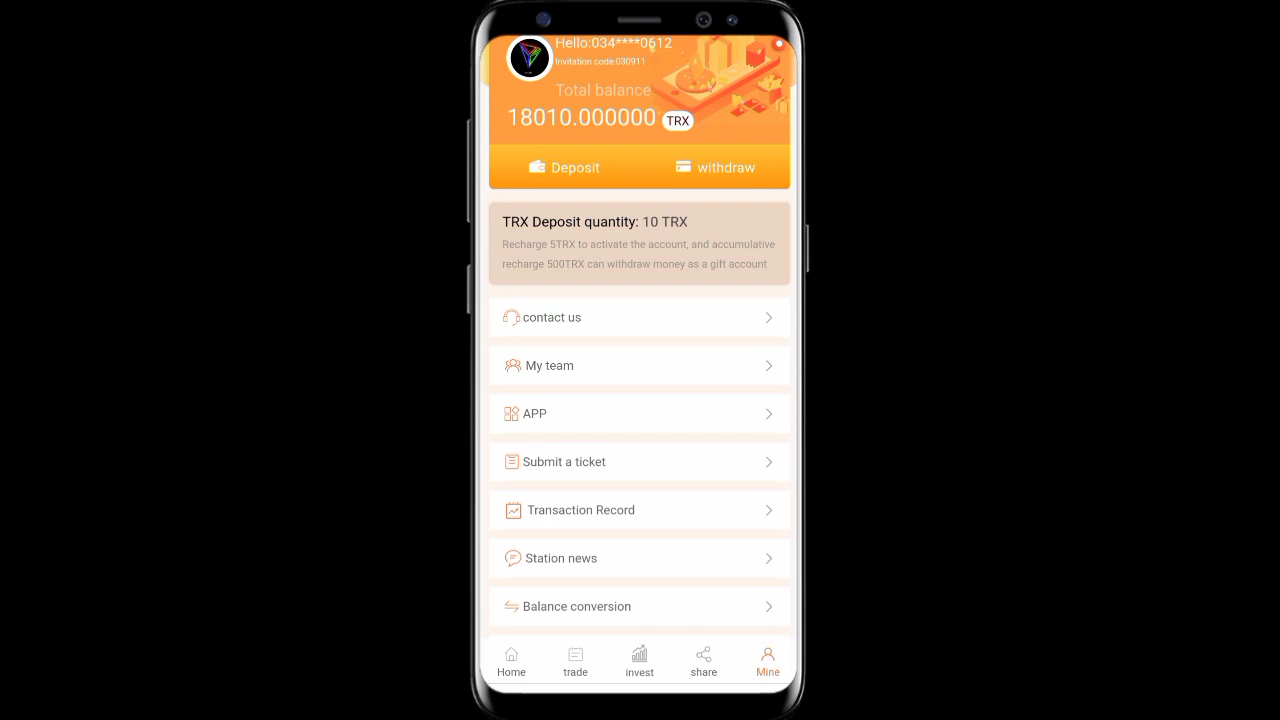 Hello:034****0612
Invitation code:030911
Total balance
18010.000000 TRX
Deposit
withdraw
TRX Deposit quantity: 10 TRX
Recharge 5TRX to activate the account, and accumulative
recharge 500TRX can withdraw money as a gift account
contact us
My team
APP
Submit a ticket
Transaction Record
Station news
Balance conversion
Home
trade
invest
share
Mine